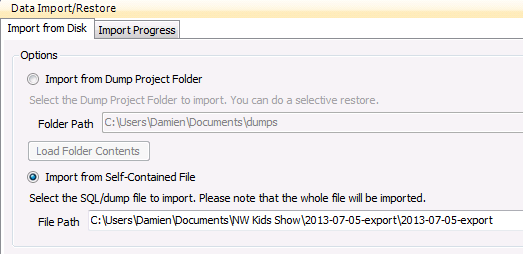 Data Import/Restore
Import from Disk Import Progress
Options
Import from Dump Project Folder
Select the Dump Project Folder to import. You can do a selective restore.
Folder Path C:\Users\Damien\Documents\dumps
Load Folder Contents
Import from Self-Contained File
Select the SQL/dump file to import. Please note that the whole file will be imported.
File Path C:\Users\Damien\Documents\NW Kids Show\2013-07-05-export\2013-07-05-export